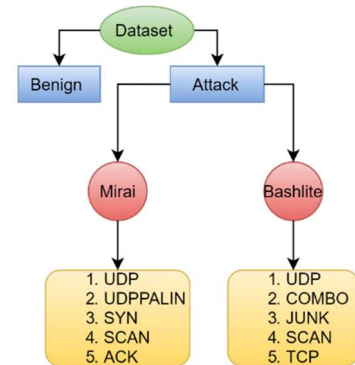 Dataset
Benign
Attack
Mirai
Bashlite
1. UDP
2. UDPPALIN
3. SYN
4. SCAN
5. ACK
1. UDP
2. COMBO
3. JUNK
4. SCAN
5. TCP